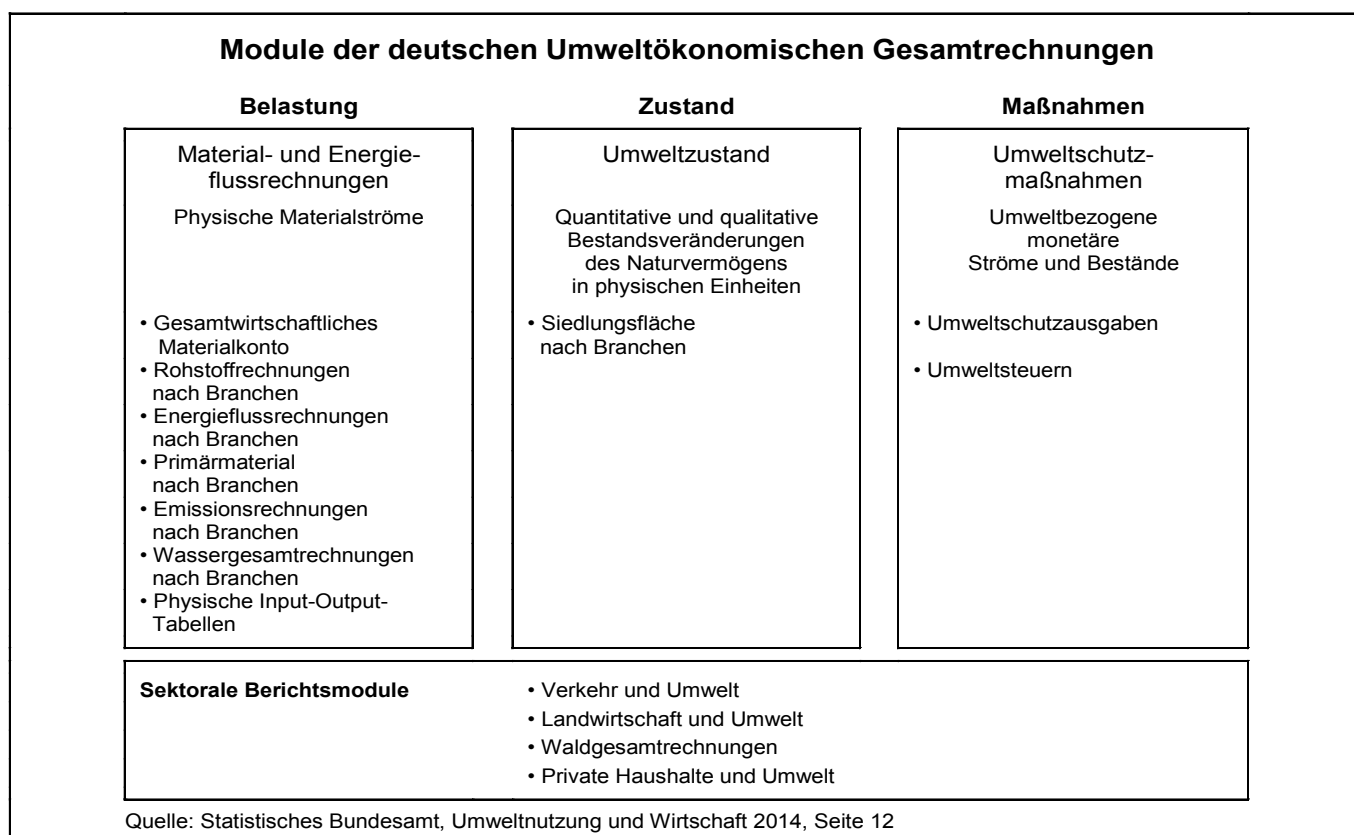 Module der deutschen Umweltökonomischen Gesamtrechnungen
Belastung
Material- und Energie-
flussrechnungen
Physische Materialströme
• Gesamtwirtschaftliches
Materialkonto
• Rohstoffrechnungen
nach Branchen
• Energieflussrechnungen
nach Branchen
• Primärmaterial
nach Branchen
• Emissionsrechnungen
nach Branchen
• Wassergesamtrechnungen
nach Branchen
• Physische Input-Output-
Tabellen
Zustand
Umweltzustand
Quantitative und qualitative
Bestandsveränderungen
des Naturvermögens
in physischen Einheiten
• Siedlungsfläche
nach Branchen
Maßnahmen
Umweltschutz-
maßnahmen
Umweltbezogene
monetäre
Ströme und Bestände
• Umweltschutzausgaben
• Umweltsteuern
Sektorale Berichtsmodule
• Verkehr und Umwelt
• Landwirtschaft und Umwelt
• Waldgesamtrechnungen
• Private Haushalte und Umwelt
Quelle: Statistisches Bundesamt, Umweltnutzung und Wirtschaft 2014, Seite 12